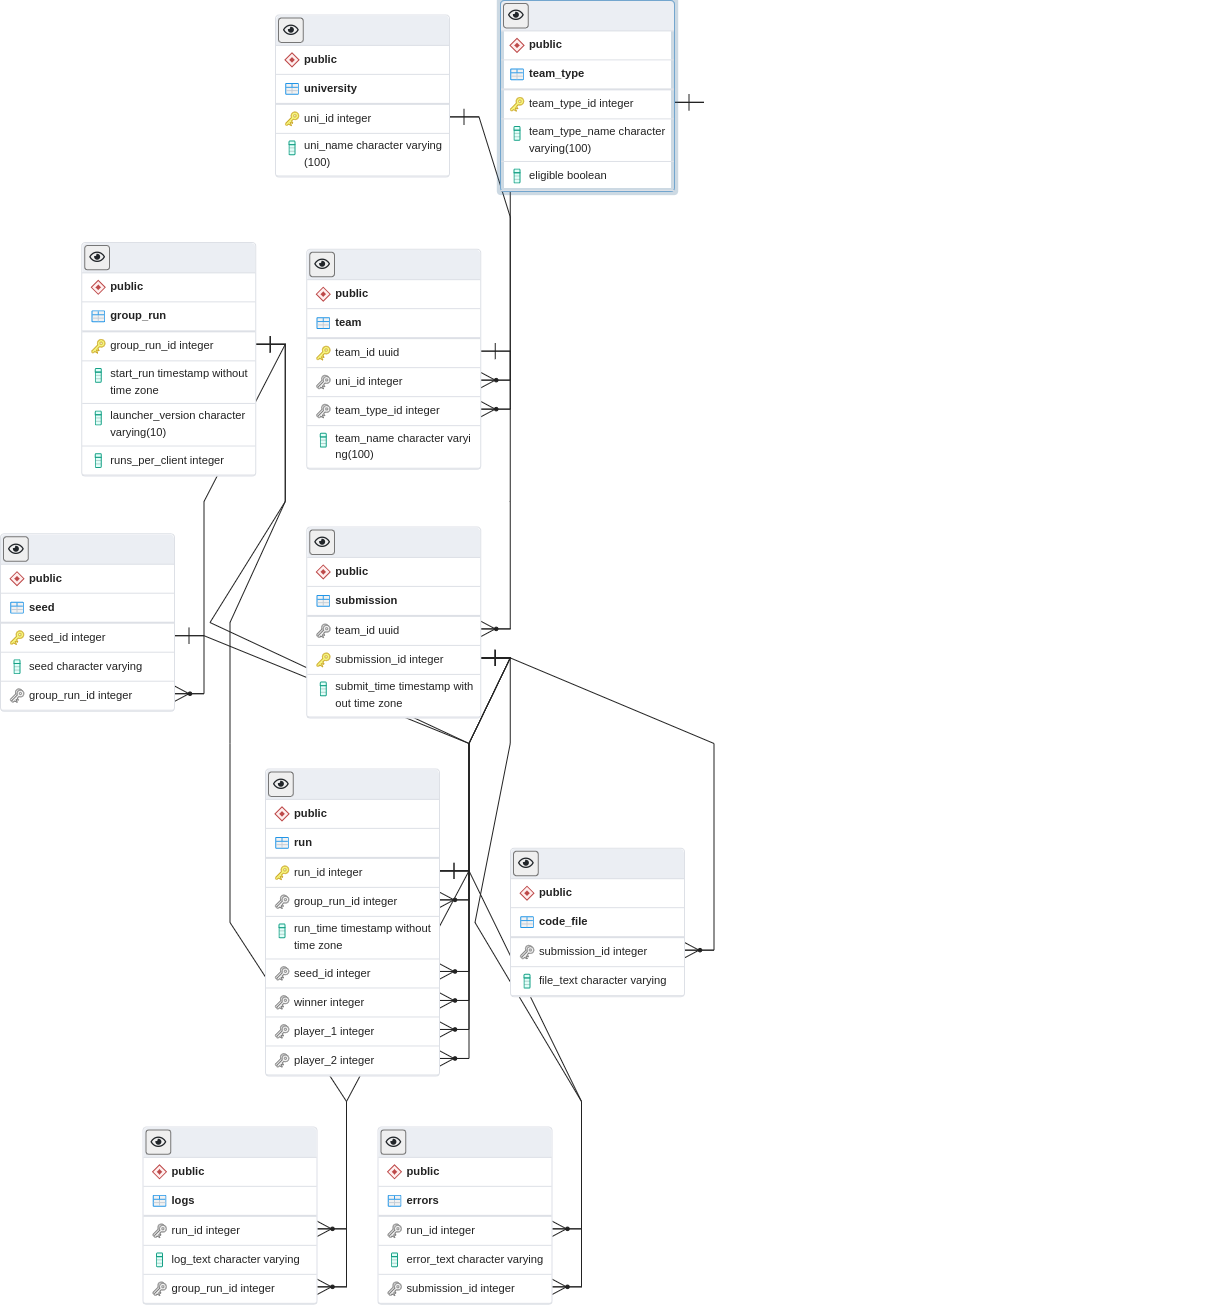 public
university
uni_id integer
uni_name character varying
(100)
public
team_type
team_type_id integer
team_type_name character
varying(100)
eligible boolean
public
group_run
group_run_id integer
start_run timestamp without
time zone
launcher_version character
varying(10)
runs_per_client integer
public
team
team_id uuid
uni_id integer
team_type_id integer
team_name character varyi
ng(100)
public
seed
seed_id integer
seed character varying
group_run_id integer
public
submission
team_id uuid
submission_id integer
submit_time timestamp with
out time zone
public
run
run_id integer
group_run_id integer
run_time timestamp without
time zone
seed_id integer
winner integer
player_1 integer
player_2 integer
public
code_file
submission_id integer
file_text character varying
public
logs
run_id integer
log_text character varying
group_run_id integer
public
errors
run_id integer
error_text character varying
submission_id integer